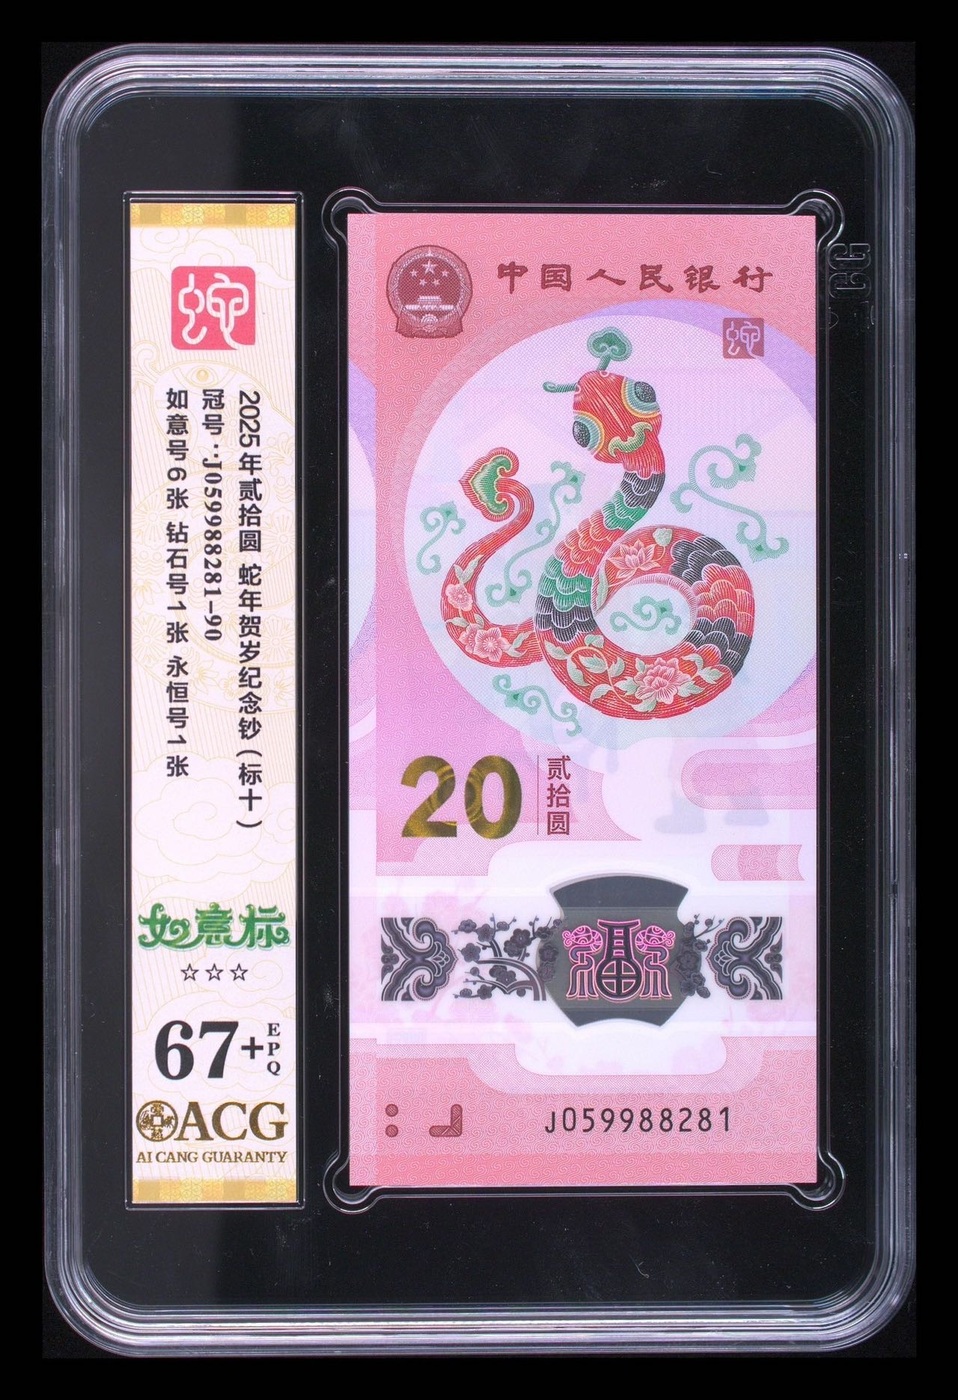 蛇
2025年贰拾圆 蛇年贺岁纪念钞（标十）
冠号：J059988281-90
如意号6张 钻石号1张 永恒号1张
如意标
☆☆☆
67+
EPQ
ACG
AI CANG GUARANTY
中国人民银行
蛇
20
贰拾圆
福
J059988281